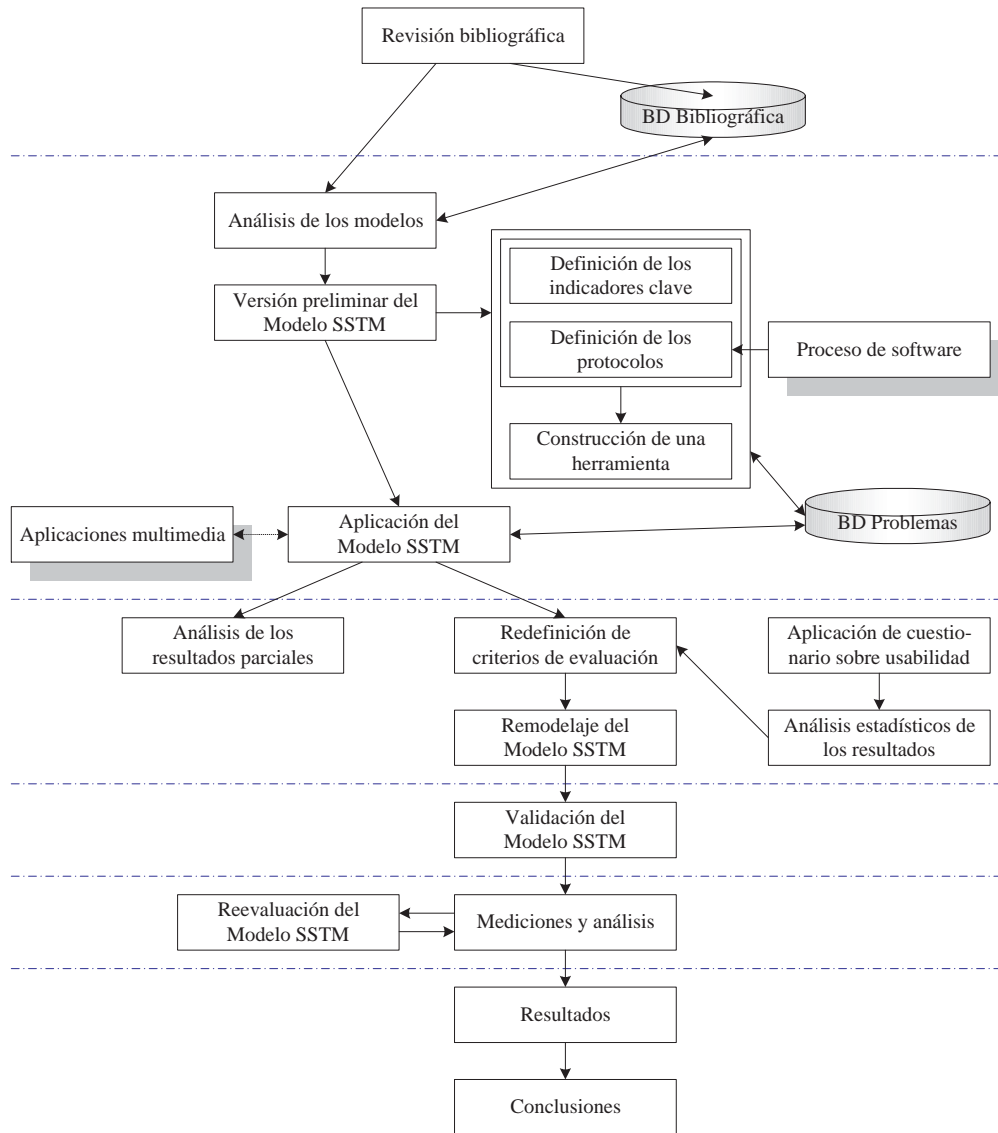 Revisión bibliográfica
BD Bibliográfica
Análisis de los modelos
Versión preliminar del
Modelo SSTM
Definición de los
indicadores clave
Definición de los
protocolos
Proceso de software
Construcción de una
herramienta
Aplicaciones multimedia
Aplicación del
Modelo SSTM
BD Problemas
Análisis de los
resultados parciales
Redefinición de
criterios de evaluación
Aplicación de cuestio-
nario sobre usabilidad
Remodelaje del
Modelo SSTM
Análisis estadísticos de
los resultados
Validación del
Modelo SSTM
Reevaluación del
Modelo SSTM
Mediciones y análisis
Resultados
Conclusiones